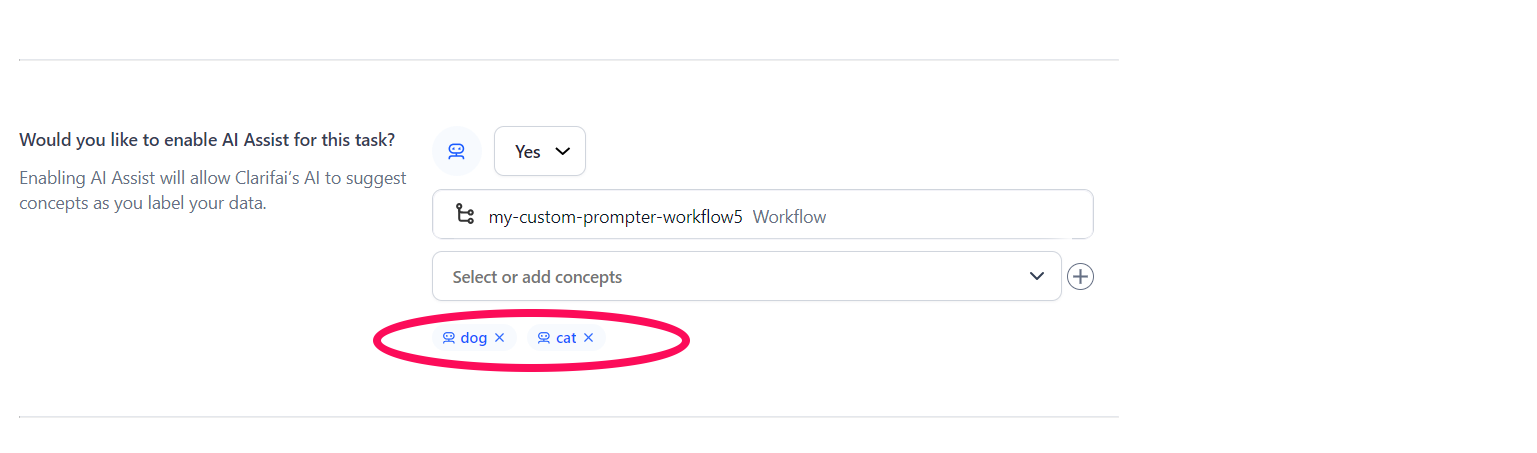 Would you like to enable AI Assist for this task?
Yes
Enabling AI Assist will allow Clarifai's AI to suggest
concepts as you label your data.
my-custom-prompter-workflow5 Workflow
Select or add concepts
dog cat